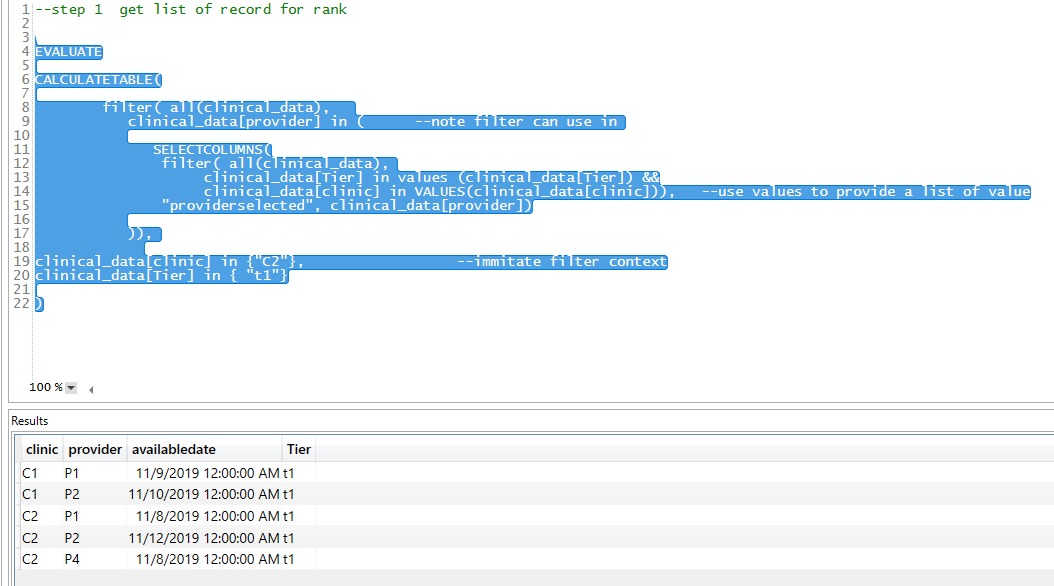 1 --step 1  get list of record for rank
2
3
4 EVALUATE
5
6 CALCULATETABLE(
7
8 filter( all(clinical_data),
9 clinical_data[provider] in (      --note filter can use in
10
11 SELECTCOLUMNS(
12 filter( all(clinical_data),
13 clinical_data[Tier] in values (clinical_data[Tier]) &&
14 clinical_data[clinic] in VALUES(clinical_data[clinic])),   --use values to provide a list of value
15 "providerselected", clinical_data[provider])
16
17 )),
18
19 clinical_data[clinic] in {"C2"},                  --immitate filter context
20 clinical_data[Tier] in { "t1"}
21
22 )
100 %
Results
clinic provider availabledate Tier
C1 P1 11/9/2019 12:00:00 AM t1
C1 P2 11/10/2019 12:00:00 AM t1
C2 P1 11/8/2019 12:00:00 AM t1
C2 P2 11/12/2019 12:00:00 AM t1
C2 P4 11/8/2019 12:00:00 AM t1